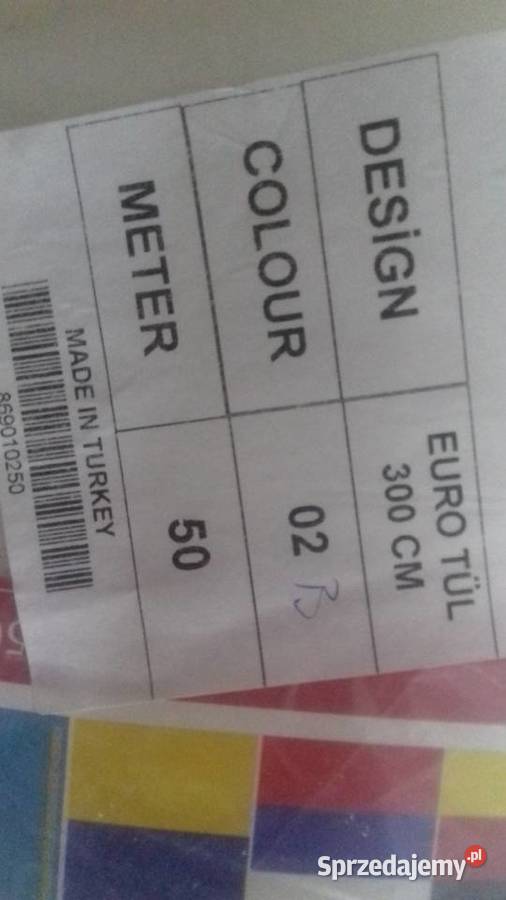 DESİGN EURO TÜL
300 CM
COLOUR 02 B
METER 50
MADE IN TURKEY
869010250
Sprzedajemy.pl